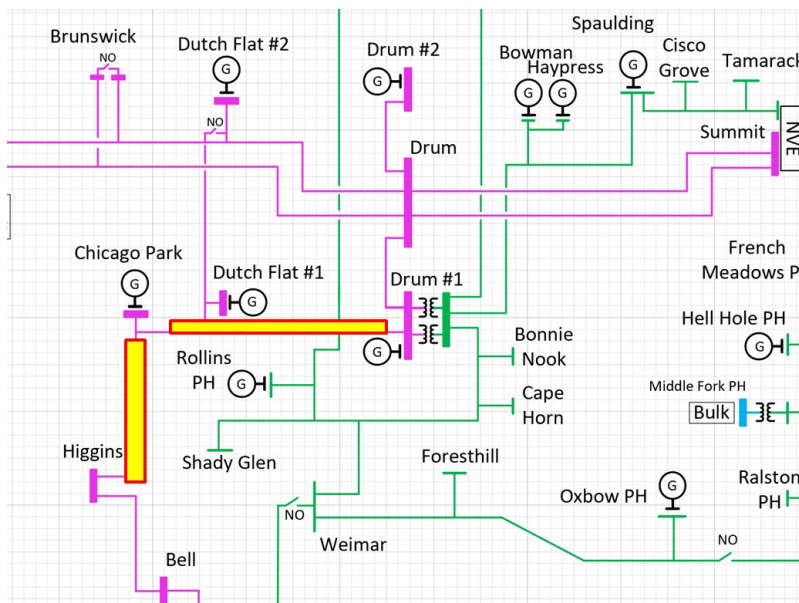 Spaulding
Brunswick
NO
Dutch Flat #2
G
Drum #2
G
Bowman
G
Haypress
G
G
Cisco
Grove
Tamarack
NO
Drum
Summit
NVE
Chicago Park
G
Dutch Flat #1
G
Drum #1
G
French
Meadows P
Hell Hole PH
G
Rollins
PH
G
Bonnie
Nook
Cape
Horn
Middle Fork PH
Bulk
Higgins
Shady Glen
Foresthill
Oxbow PH
G
Ralston
PH
NO
Weimar
NO
Bell